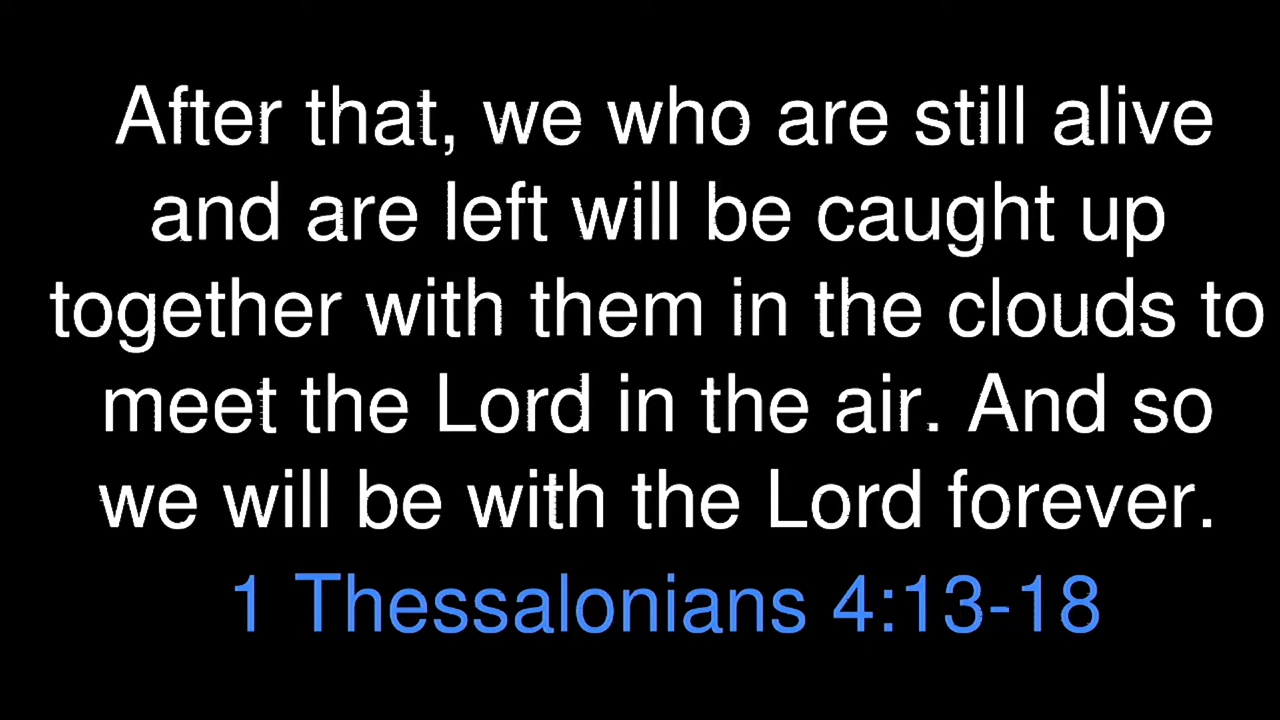 After that, we who are still alive
and are left will be caught up
together with them in the clouds to
meet the Lord in the air. And so
we will be with the Lord forever.
1 Thessalonians 4:13-18